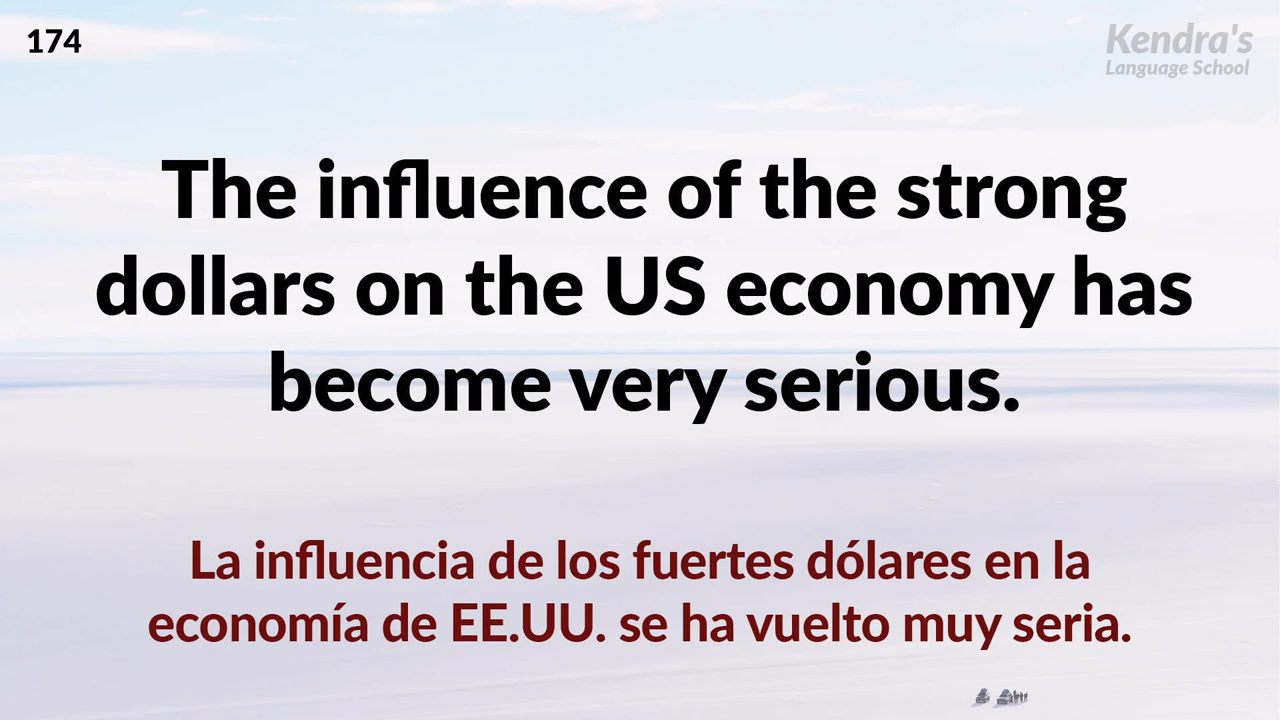 174
Kendra's
Language School
The influence of the strong
dollars on the US economy has
become very serious.
La influencia de los fuertes dólares en la
economía de EE.UU. se ha vuelto muy seria.